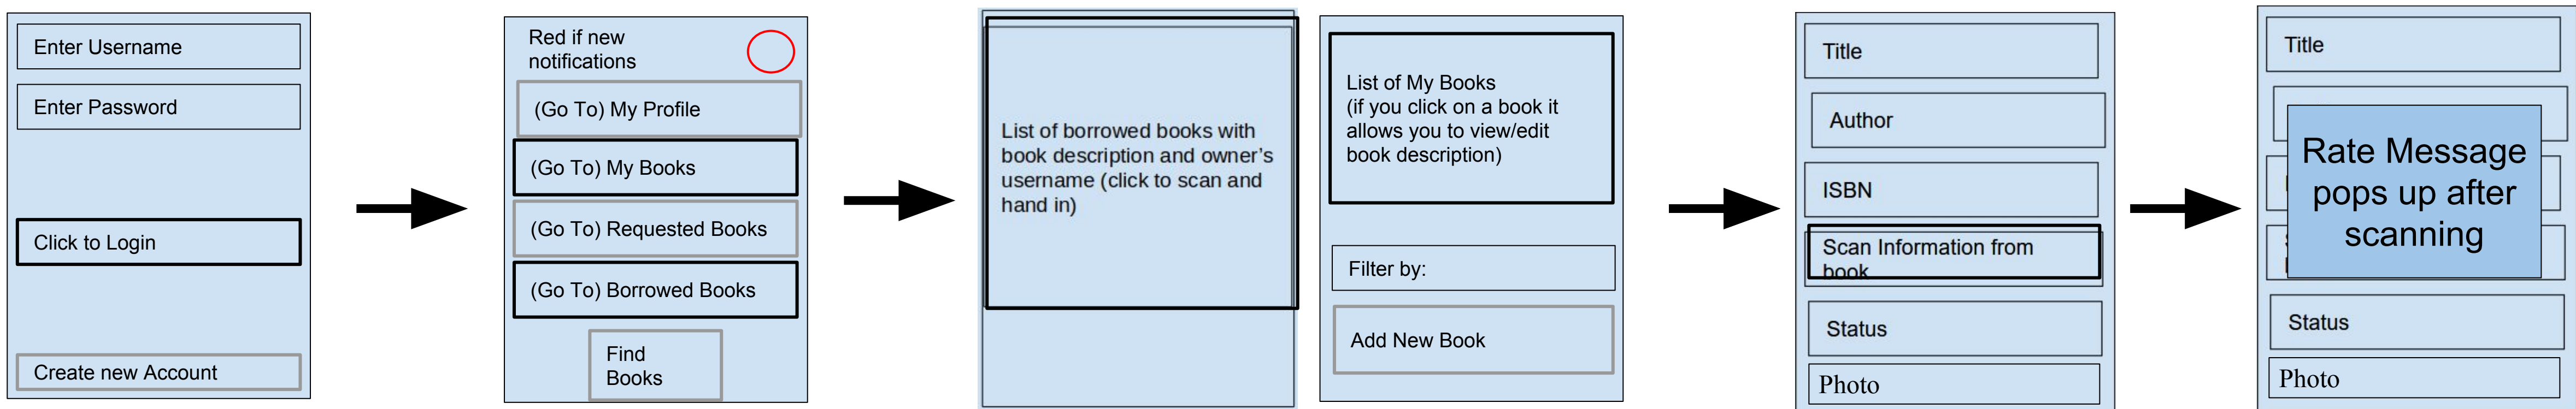 Enter Username
Enter Password
Click to Login
Create new Account
Red if new
notifications
(Go To) My Profile
(Go To) My Books
(Go To) Requested Books
(Go To) Borrowed Books
Find
Books
List of borrowed books with
book description and owner's
username (click to scan and
hand in)
List of My Books
(if you click on a book it
allows you to view/edit
book description)
Filter by:
Add New Book
Title
Author
ISBN
Scan Information from
book
Status
Photo
Title
Rate Message
pops up after
scanning
Status
Photo